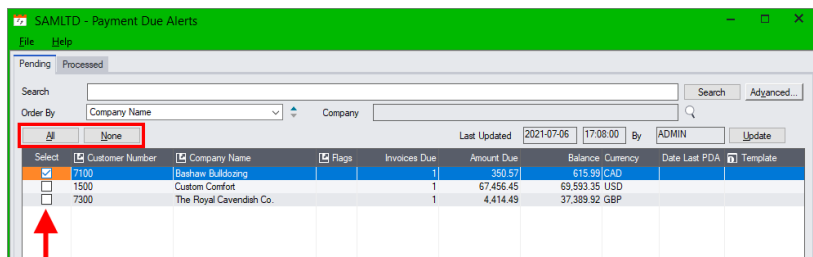 SAMLTD - Payment Due Alerts
File Help
Pending Processed
Search Search Advanced...
Order By Company Name Company
All None Last Updated 2021-07-06 17:08:00 By ADMIN Update
Select Customer Number Company Name Flags Invoices Due Amount Due Balance Currency Date Last PDA Template
7100 Bashaw Bulldozing 1 350.57 615.99 CAD
1500 Custom Comfort 1 67,456.45 69,593.35 USD
7300 The Royal Cavendish Co. 1 4,414.49 37,389.92 GBP